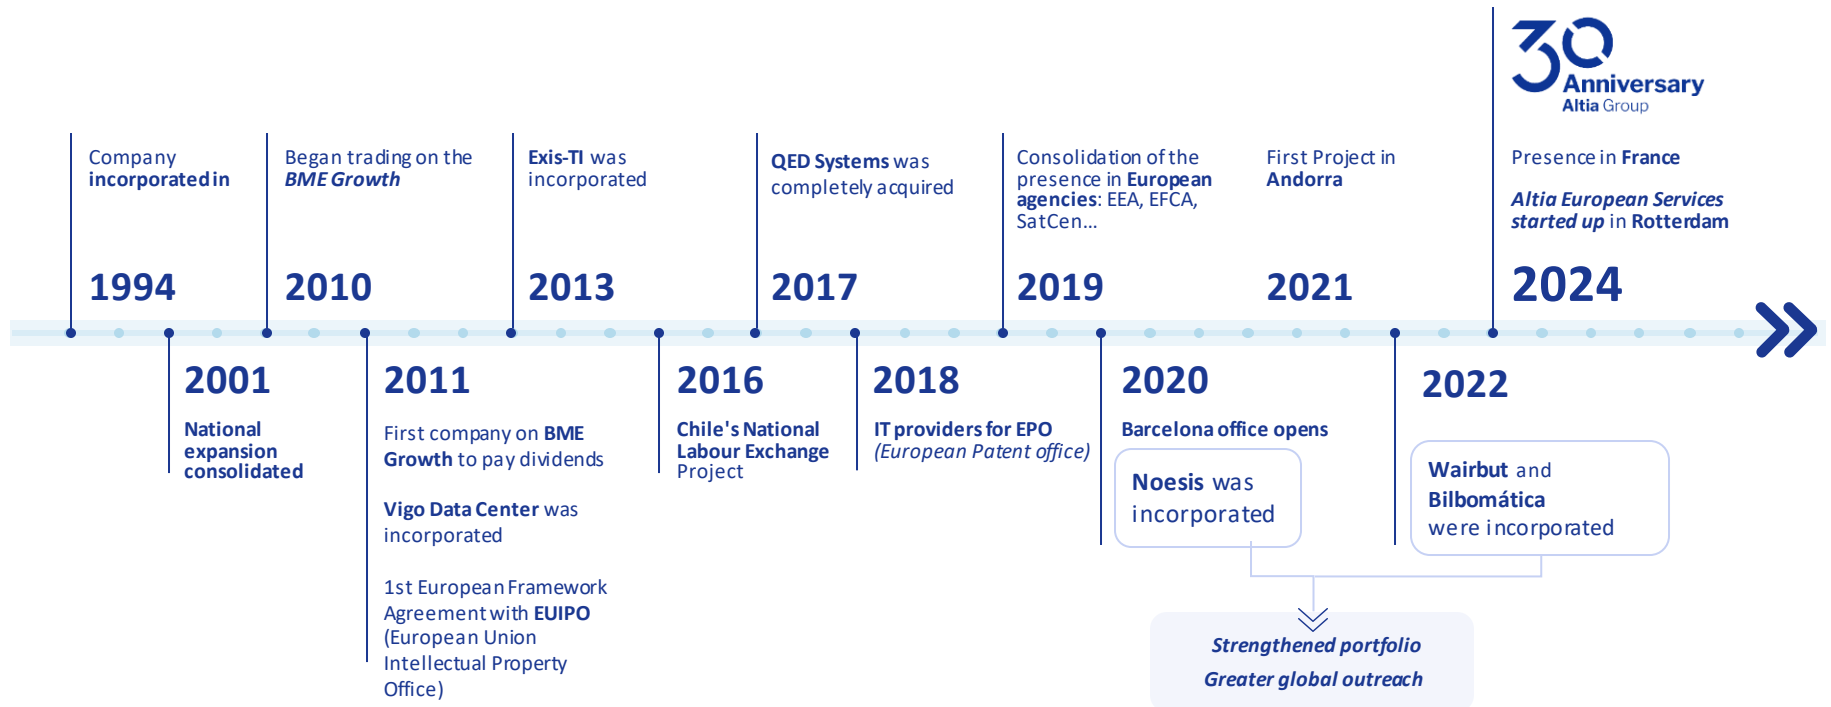 30
Anniversary
Altia Group
Company
incorporated in
1994
Began trading on the
BME Growth
2010
Exis-TI was
incorporated
2013
QED Systems was
completely acquired
2017
Consolidation of the
presence in European
agencies: EEA, EFCA,
SatCen...
2019
First Project in
Andorra
2021
Presence in France
Altia European Services
started up in Rotterdam
2024
2001
National
expansion
consolidated
2011
First company on BME
Growth to pay dividends
Vigo Data Center was
incorporated
1st European Framework
Agreement with EUIPO
(European Union
Intellectual Property
Office)
2016
Chile's National
Labour Exchange
Project
2018
IT providers for EPO
(European Patent office)
2020
Barcelona office opens
Noesis was
incorporated
2022
Wairbut and
Bilbomática
were incorporated
Strengthened portfolio
Greater global outreach